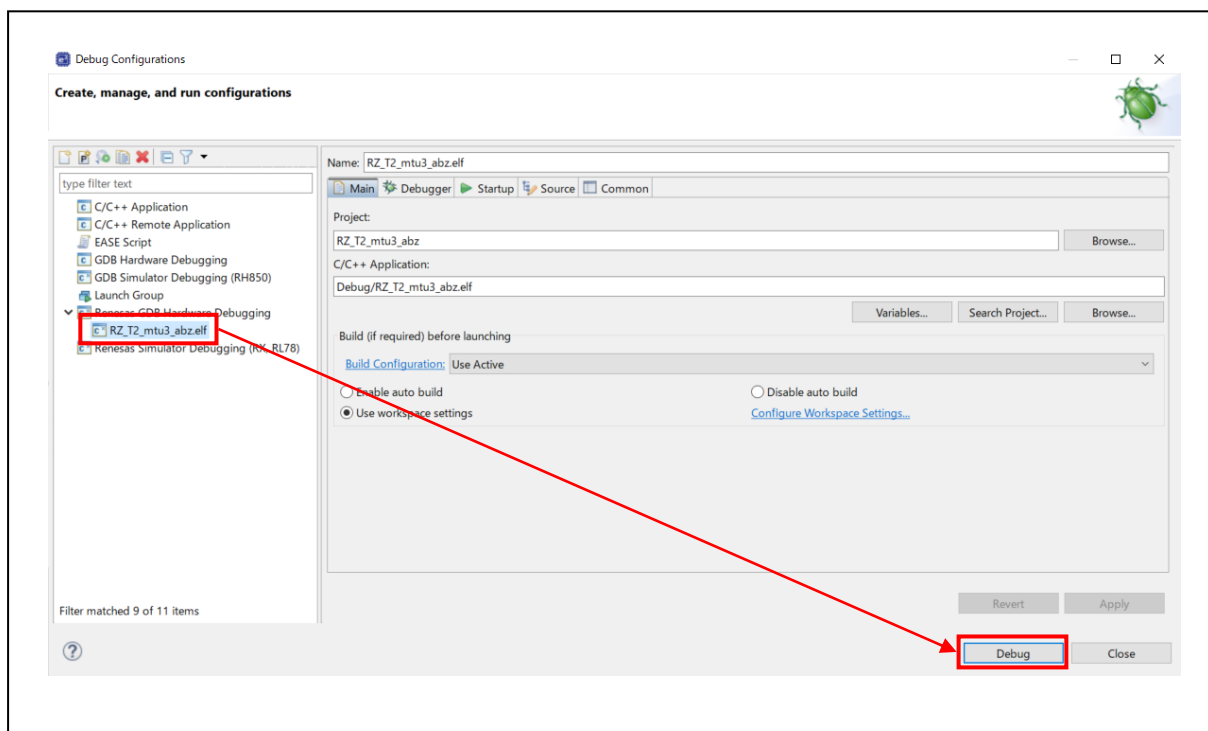 Debug Configurations
Create, manage, and run configurations
type filter text
C/C++ Application
C/C++ Remote Application
EASE Script
GDB Hardware Debugging
GDB Simulator Debugging (RH850)
Launch Group
Renesas GDB Hardware Debugging
RZ_T2_mtu3_abz.elf
Renesas Simulator Debugging (RX, RL78)
Filter matched 9 of 11 items
Name: RZ_T2_mtu3_abz.elf
Main Debugger Startup Source Common
Project:
RZ_T2_mtu3_abz Browse...
C/C++ Application:
Debug/RZ_T2_mtu3_abz.elf
Variables... Search Project... Browse...
Build (if required) before launching
Build Configuration: Use Active
Enable auto build Disable auto build
Use workspace settings Configure Workspace Settings...
Revert Apply
Debug Close